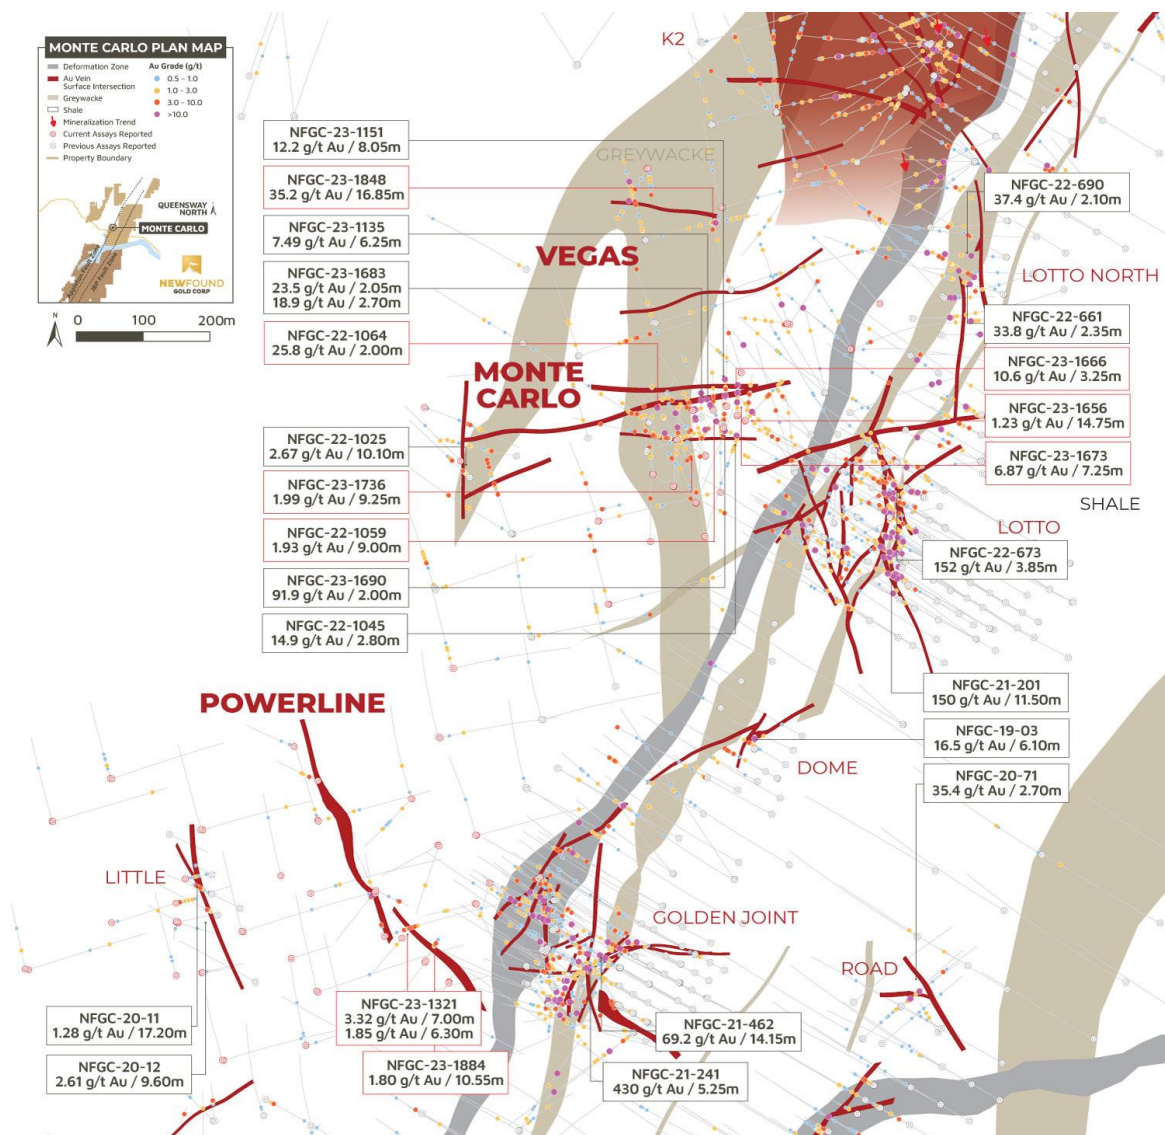 MONTE CARLO PLAN MAP
Deformation Zone
Au Vein
Surface Intersection
Greywacke
Shale
Mineralization Trend
Current Assays Reported
Previous Assays Reported
Property Boundary
Au Grade (g/t)
0.5 - 1.0
1.0 - 3.0
3.0 - 10.0
>10.0
QUEENSWAY
NORTH
MONTE CARLO
Appleton Fault Zone
JBP Fault Zone
NEWFOUND
GOLD CORP
N
0 100 200m
K2
GREYWACKE
NFGC-23-1151
12.2 g/t Au / 8.05m
NFGC-23-1848
35.2 g/t Au / 16.85m
NFGC-23-1135
7.49 g/t Au / 6.25m
NFGC-23-1683
23.5 g/t Au / 2.05m
18.9 g/t Au / 2.70m
NFGC-22-1064
25.8 g/t Au / 2.00m
VEGAS
MONTE
CARLO
NFGC-22-690
37.4 g/t Au / 2.10m
LOTTO NORTH
NFGC-22-661
33.8 g/t Au / 2.35m
NFGC-23-1666
10.6 g/t Au / 3.25m
NFGC-23-1656
1.23 g/t Au / 14.75m
NFGC-23-1673
6.87 g/t Au / 7.25m
SHALE
LOTTO
NFGC-22-673
152 g/t Au / 3.85m
NFGC-22-1025
2.67 g/t Au / 10.10m
NFGC-23-1736
1.99 g/t Au / 9.25m
NFGC-22-1059
1.93 g/t Au / 9.00m
NFGC-23-1690
91.9 g/t Au / 2.00m
NFGC-22-1045
14.9 g/t Au / 2.80m
NFGC-21-201
150 g/t Au / 11.50m
NFGC-19-03
16.5 g/t Au / 6.10m
NFGC-20-71
35.4 g/t Au / 2.70m
POWERLINE
DOME
LITTLE
GOLDEN JOINT
ROAD
NFGC-20-11
1.28 g/t Au / 17.20m
NFGC-20-12
2.61 g/t Au / 9.60m
NFGC-23-1321
3.32 g/t Au / 7.00m
1.85 g/t Au / 6.30m
NFGC-23-1884
1.80 g/t Au / 10.55m
NFGC-21-462
69.2 g/t Au / 14.15m
NFGC-21-241
430 g/t Au / 5.25m